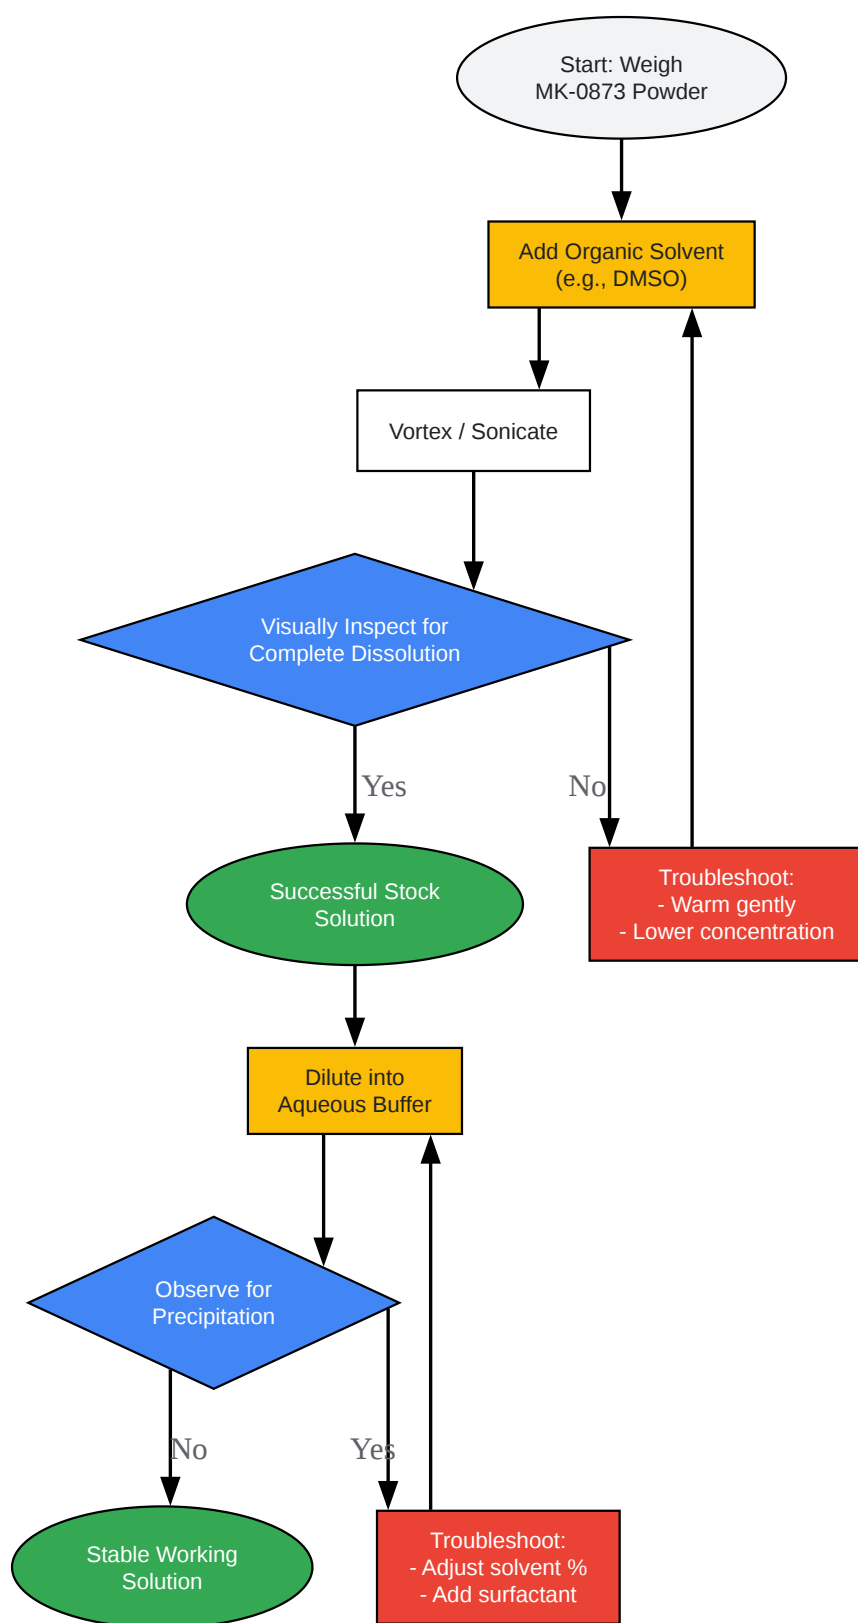 Start: Weigh
MK-0873 Powder
Add Organic Solvent
(e.g., DMSO)
Vortex / Sonicate
Visually Inspect for
Complete Dissolution
Yes
No
Successful Stock
Solution
Troubleshoot:
- Warm gently
- Lower concentration
Dilute into
Aqueous Buffer
Observe for
Precipitation
No
Yes
Stable Working
Solution
Troubleshoot:
- Adjust solvent %
- Add surfactant